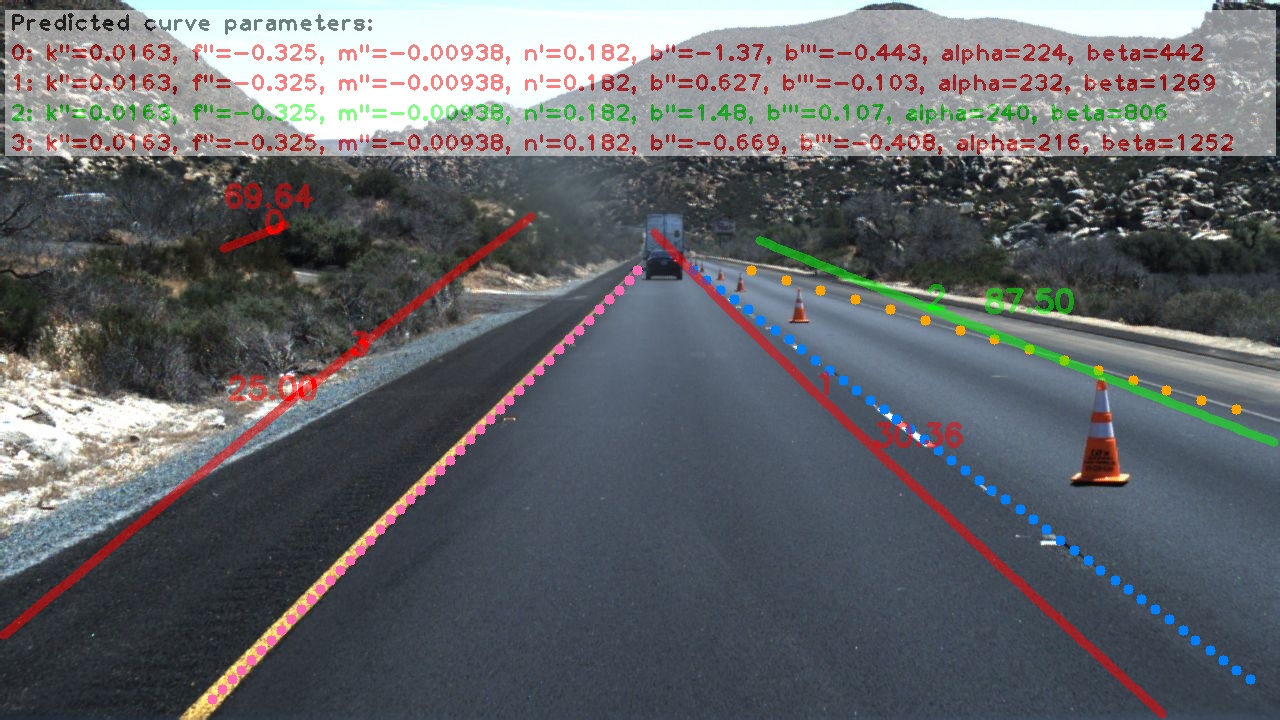 Predicted curve parameters:
0: k''=0.0163, f''=-0.325, m''=-0.00938, n'=0.182, b''=-1.37, b'''=-0.443, alpha=224, beta=442
1: k''=0.0163, f''=-0.325, m''=-0.00938, n'=0.182, b''=0.627, b'''=-0.103, alpha=232, beta=1269
2: k''=0.0163, f''=-0.325, m''=-0.00938, n'=0.182, b''=1.48, b'''=0.107, alpha=240, beta=806
3: k''=0.0163, f''=-0.325, m''=-0.00938, n'=0.182, b''=-0.669, b'''=-0.408, alpha=216, beta=1252
69.64
0
2 87.50
3
25.00
1
30.36